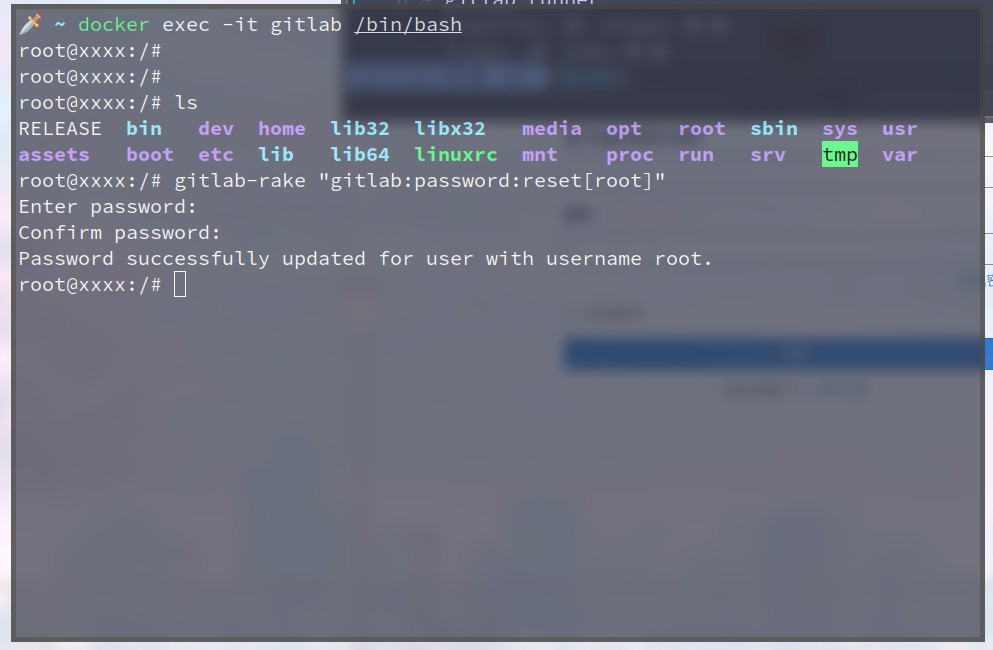 gitlab runner
~ docker exec -it gitlab /bin/bash
root@xxxx:/#
root@xxxx:/#
root@xxxx:/# ls
RELEASE bin dev home lib32 libx32 media opt root sbin sys usr
assets boot etc lib lib64 linuxrc mnt proc run srv tmp var
root@xxxx:/# gitlab-rake "gitlab:password:reset[root]"
Enter password:
Confirm password:
Password successfully updated for user with username root.
root@xxxx:/#